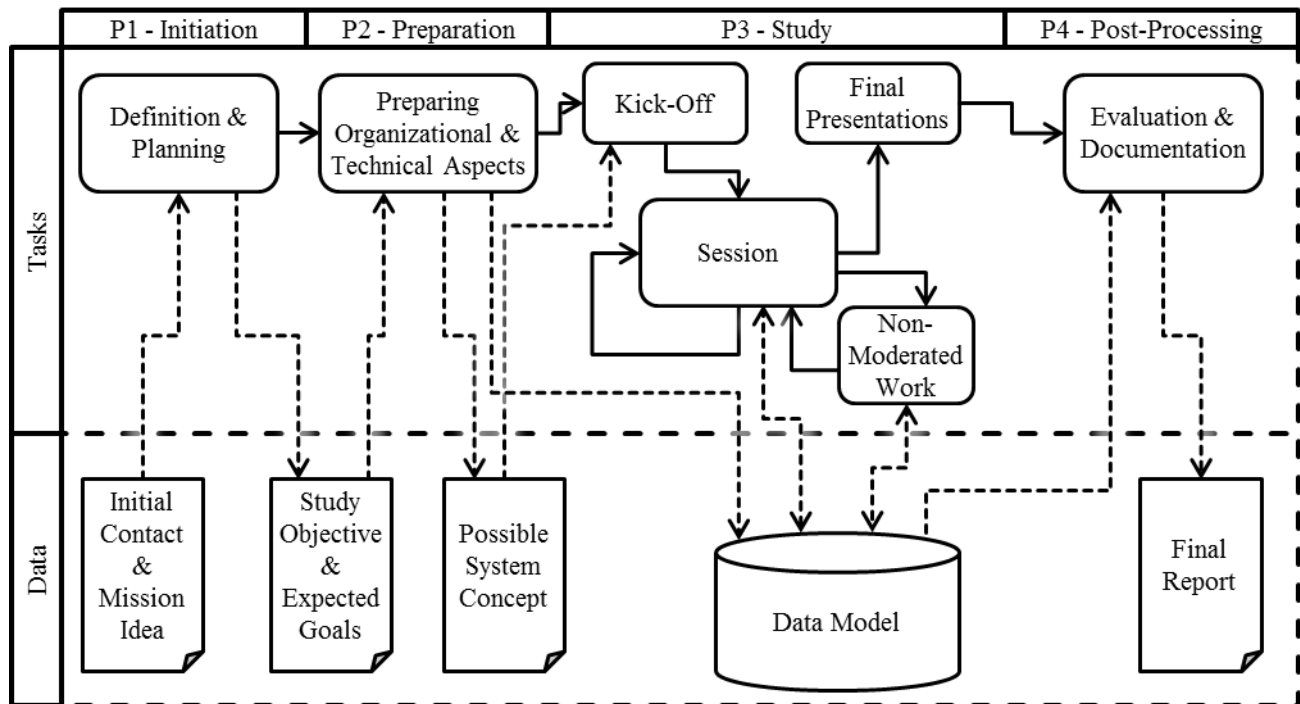 P1 - Initiation
P2 - Preparation
P3 - Study
P4 - Post-Processing
Tasks
Definition &
Planning
Preparing
Organizational &
Technical Aspects
Kick-Off
Final
Presentations
Evaluation &
Documentation
Session
Non-
Moderated
Work
Data
Initial
Contact
&
Mission
Idea
Study
Objective
&
Expected
Goals
Possible
System
Concept
Data Model
Final
Report